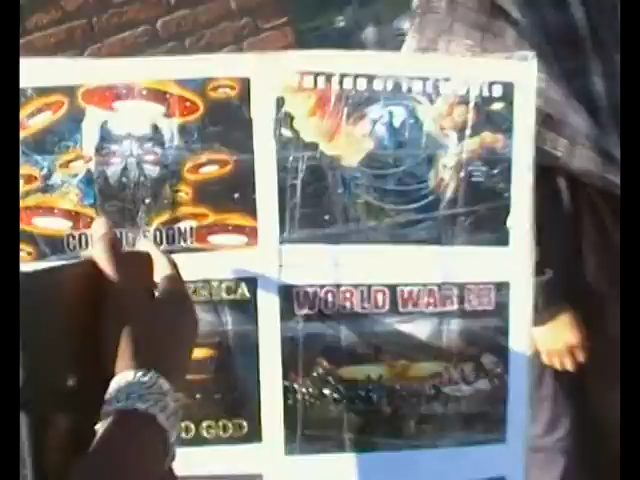 THE END OF THE WORLD
COMING SOON!
WORLD WAR III
ERICA
O GOD